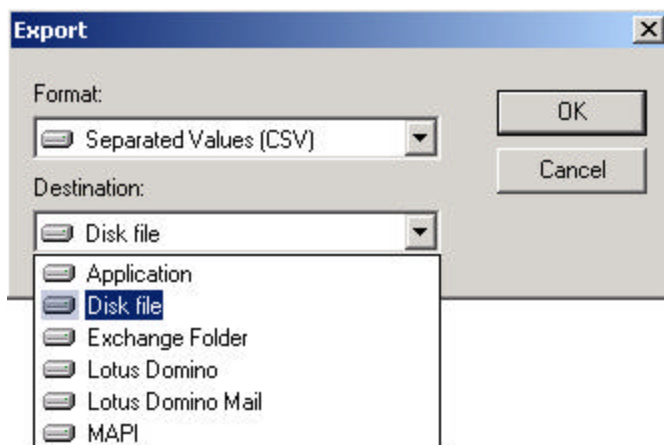 Export
Format:
Separated Values (CSV)
OK
Cancel
Destination:
Disk file
Application
Disk file
Exchange Folder
Lotus Domino
Lotus Domino Mail
MAPI